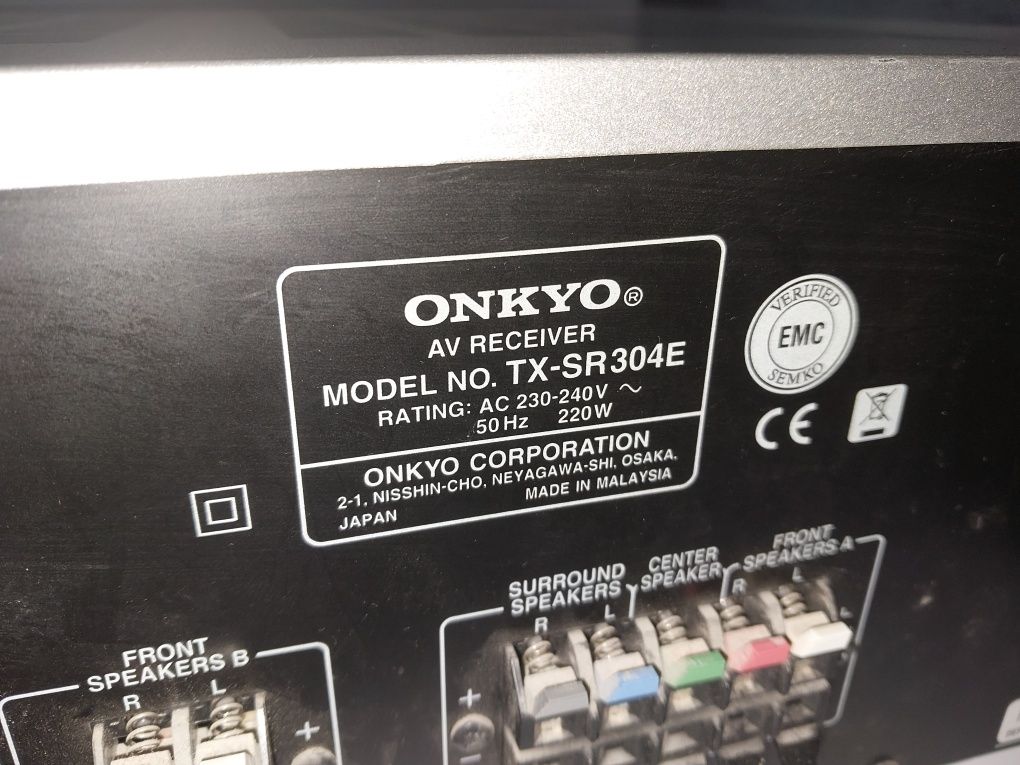 ONKYO®
AV RECEIVER
MODEL NO. TX-SR304E
RATING: AC 230-240V ~
50Hz 220W
ONKYO CORPORATION
2-1, NISSHIN-CHO, NEYAGAWA-SHI, OSAKA,
JAPAN MADE IN MALAYSIA
VERIFIED
EMC
SEMKO
CE
SURROUND
SPEAKERS
R L
CENTER
SPEAKER
FRONT
SPEAKERS A
R L
L
FRONT
SPEAKERS B
R L
+
+
-